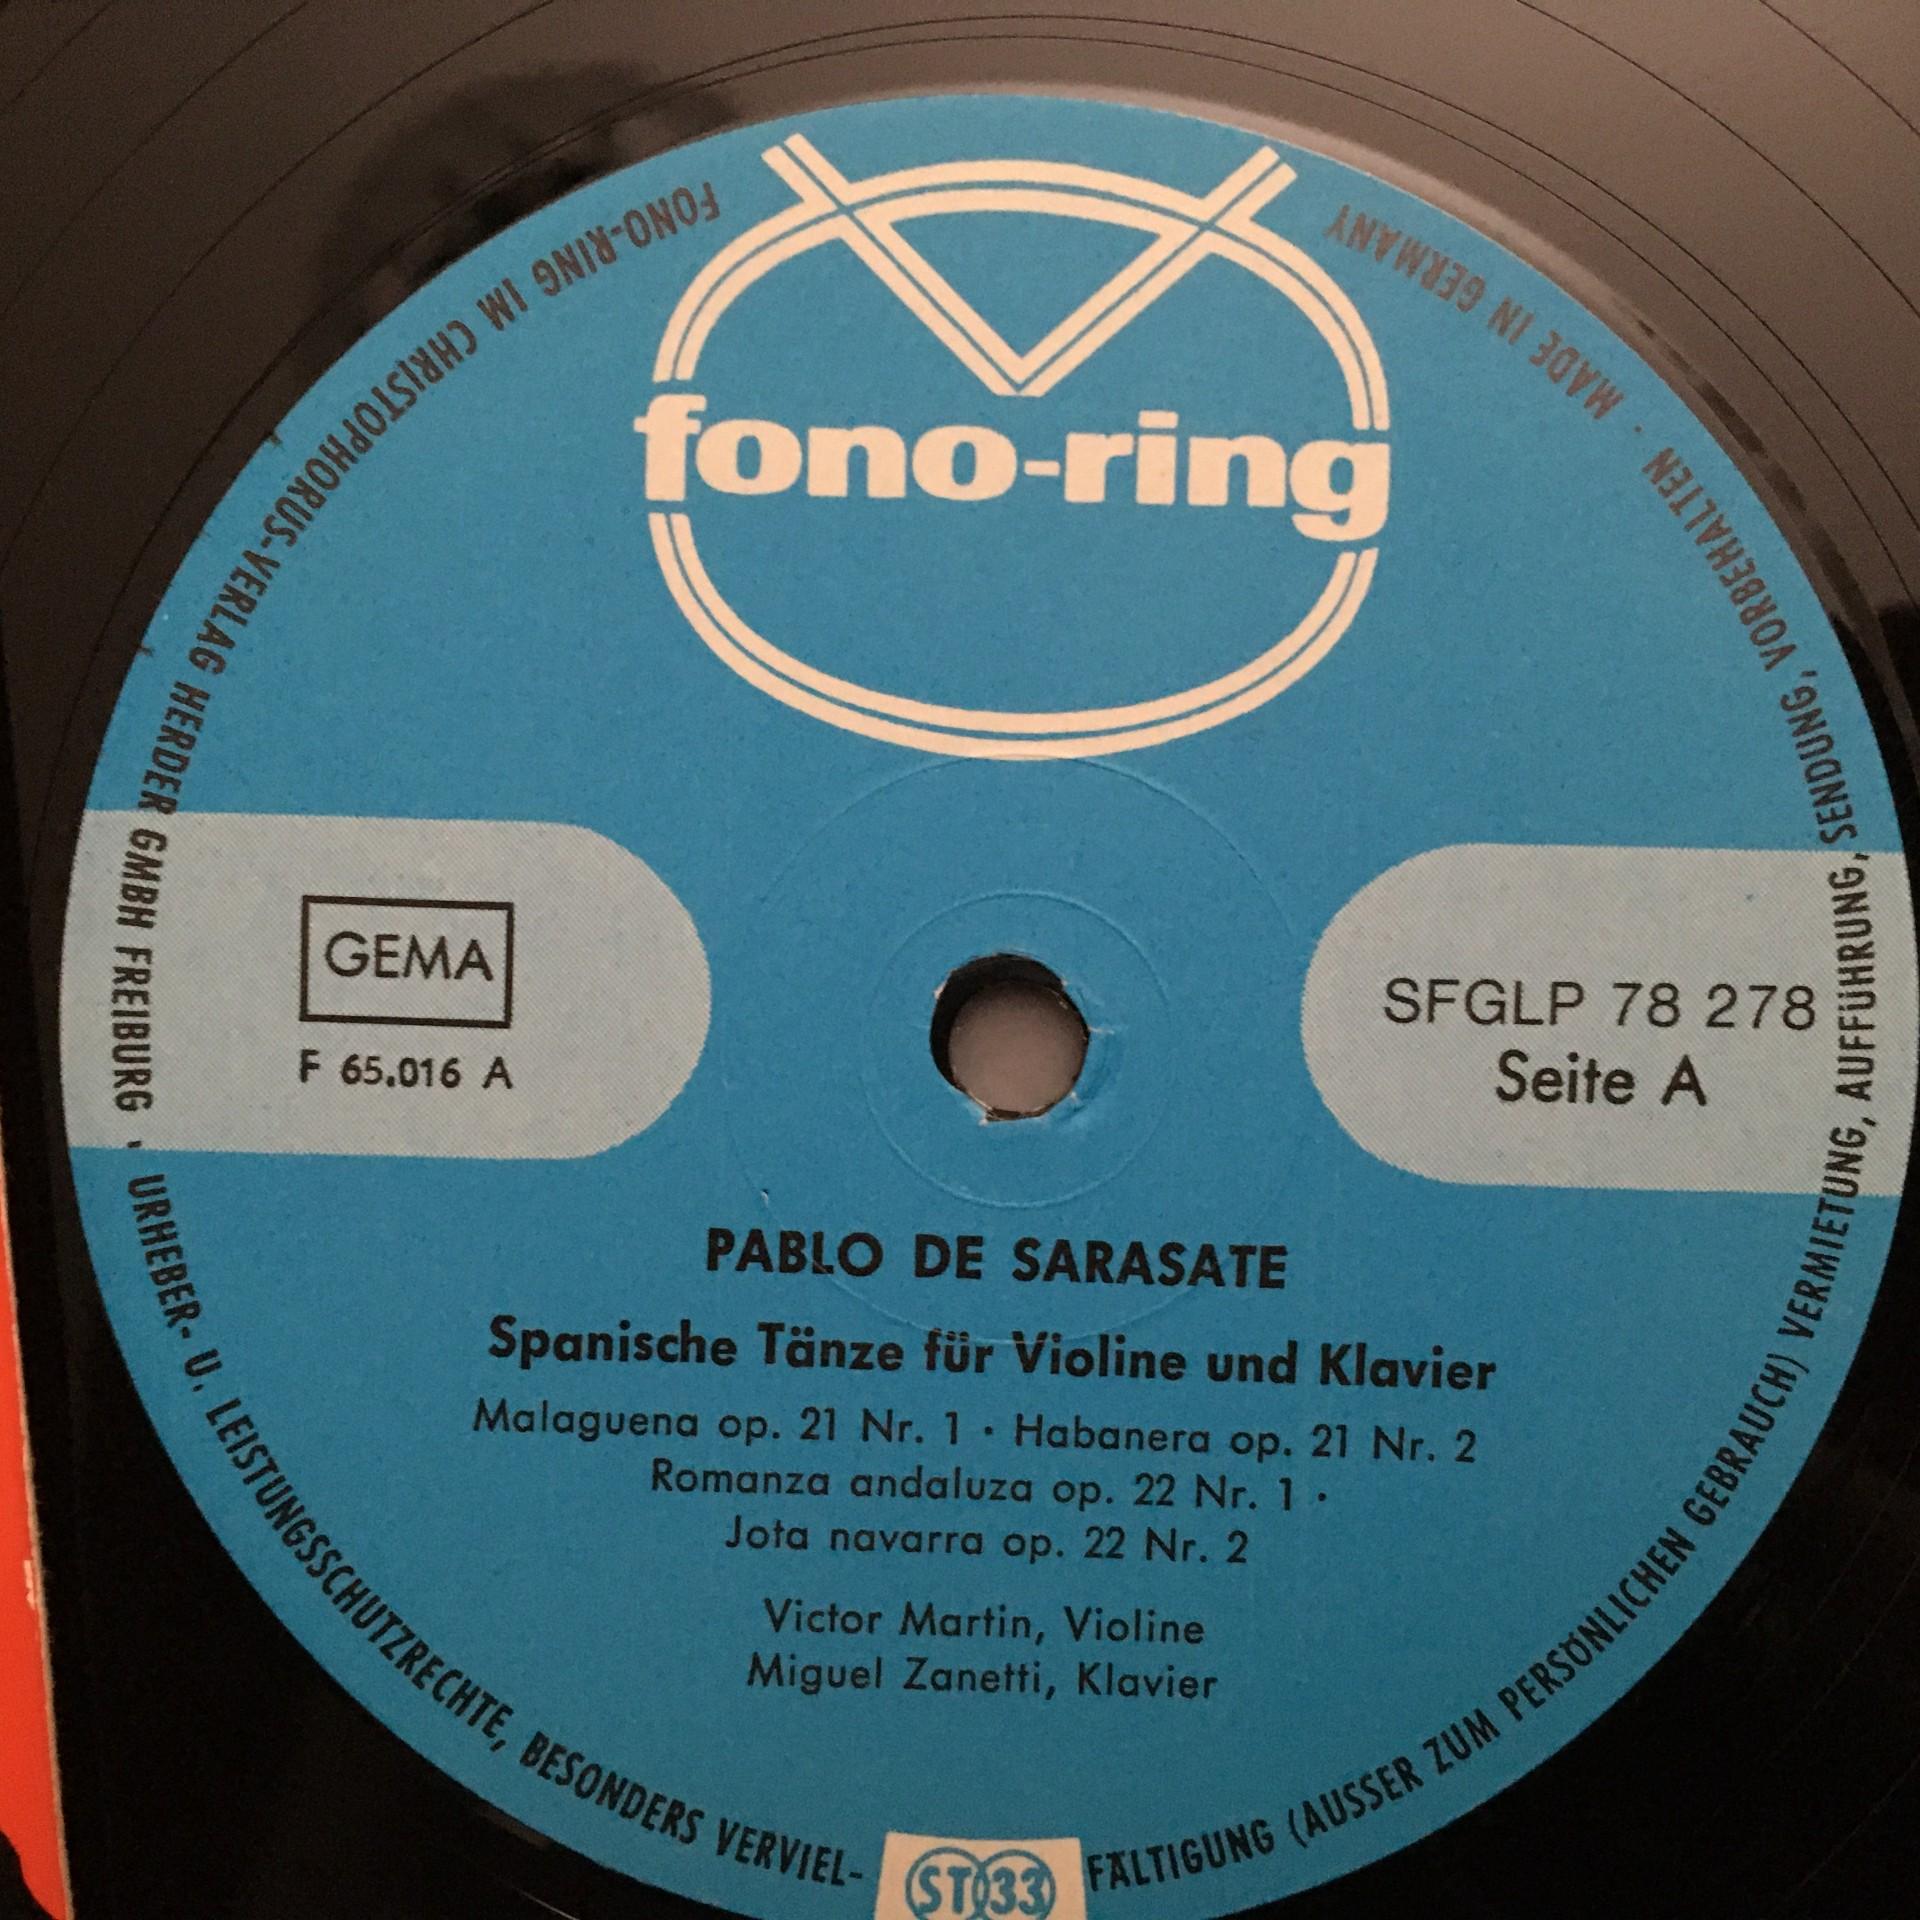 fono-ring
GEMA
F 65.016 A
SFGLP 78 278
Seite A
PABLO DE SARASATE
Spanische Tänze für Violine und Klavier
Malaguena op. 21 Nr. 1 · Habanera op. 21 Nr. 2
Romanza andaluza op. 22 Nr. 1 ·
Jota navarra op. 22 Nr. 2
Victor Martin, Violine
Miguel Zanetti, Klavier
ST 33
FONO-RING IM CHRISTOPHORUS-VERLAG HERDER GMBH FREIBURG · URHEBER- U. LEISTUNGSSCHUTZRECHTE, BESONDERS VERVIEL-
FÄLTIGUNG (AUSSER ZUM PERSÖNLICHEN GEBRAUCH) VERMIETUNG, AUFFÜHRUNG, SENDUNG, VORBEHALTEN · MADE IN GERMANY